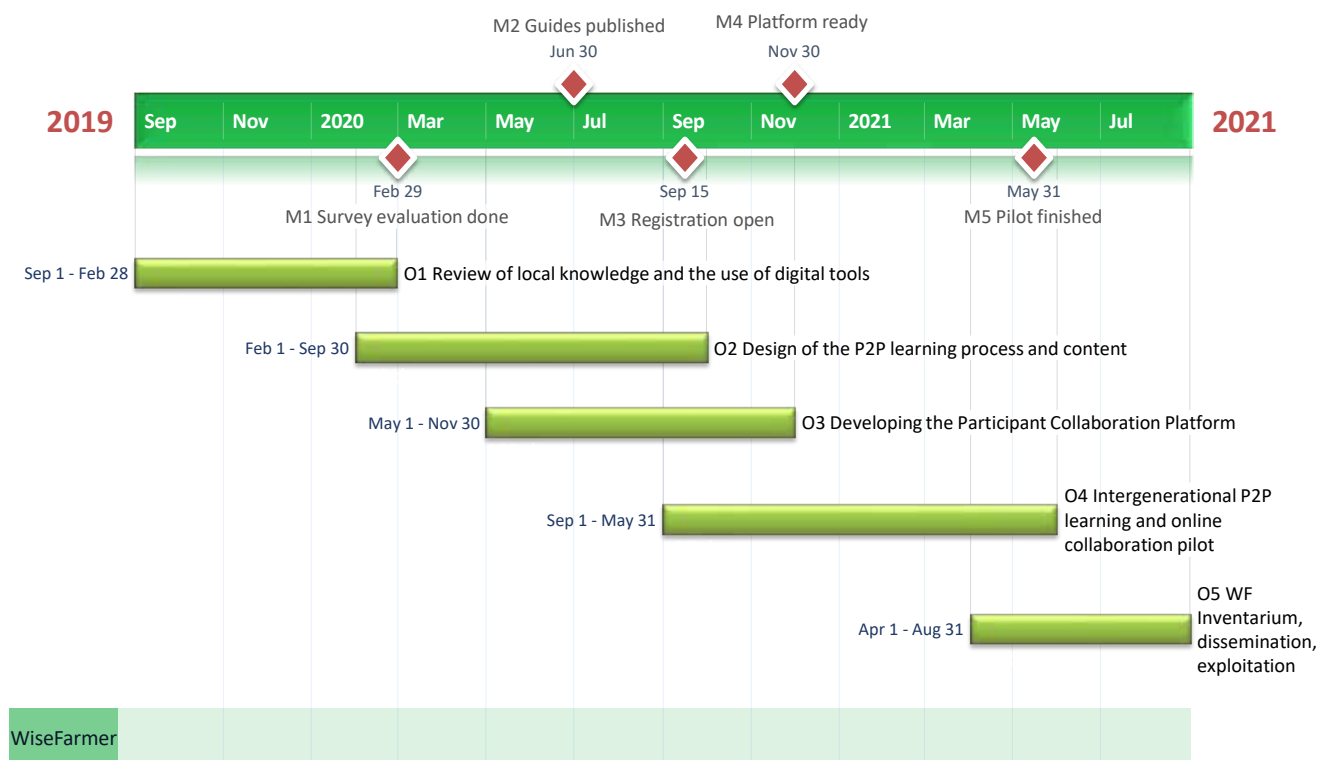 M2 Guides published
Jun 30
M4 Platform ready
Nov 30
2019
Sep Nov 2020 Mar May Jul Sep Nov 2021 Mar May Jul
2021
Feb 29
M1 Survey evaluation done
Sep 15
M3 Registration open
May 31
M5 Pilot finished
Sep 1 - Feb 28
O1 Review of local knowledge and the use of digital tools
Feb 1 - Sep 30
O2 Design of the P2P learning process and content
May 1 - Nov 30
O3 Developing the Participant Collaboration Platform
Sep 1 - May 31
O4 Intergenerational P2P
learning and online
collaboration pilot
Apr 1 - Aug 31
O5 WF
Inventarium,
dissemination,
exploitation
WiseFarmer